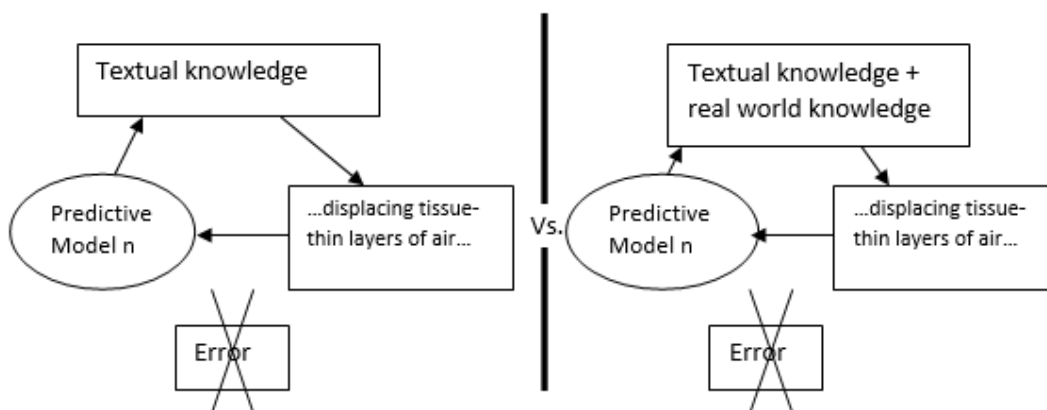 Textual knowledge
Predictive
Model n
...displacing tissue-
thin layers of air...
Error
Vs.
Textual knowledge +
real world knowledge
Predictive
Model n
...displacing tissue-
thin layers of air...
Error